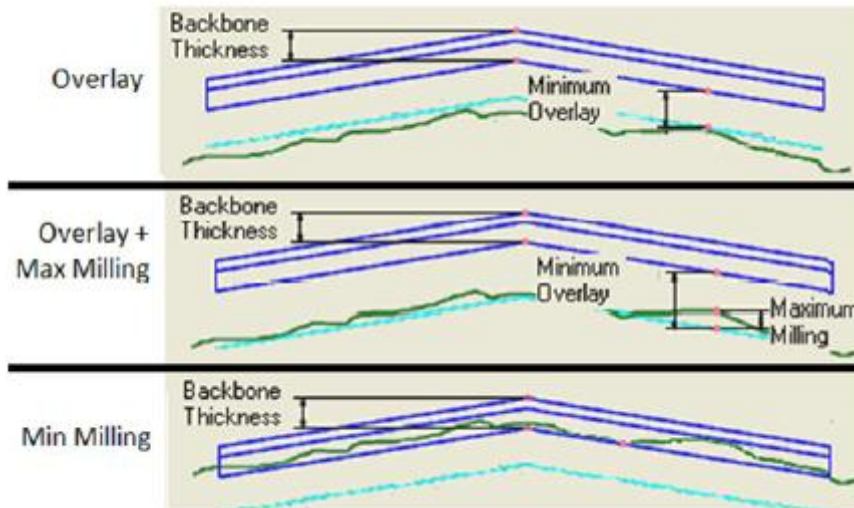 Overlay
Backbone
Thickness
Minimum
Overlay
Overlay +
Max Milling
Backbone
Thickness
Minimum
Overlay
Maximum
Milling
Min Milling
Backbone
Thickness